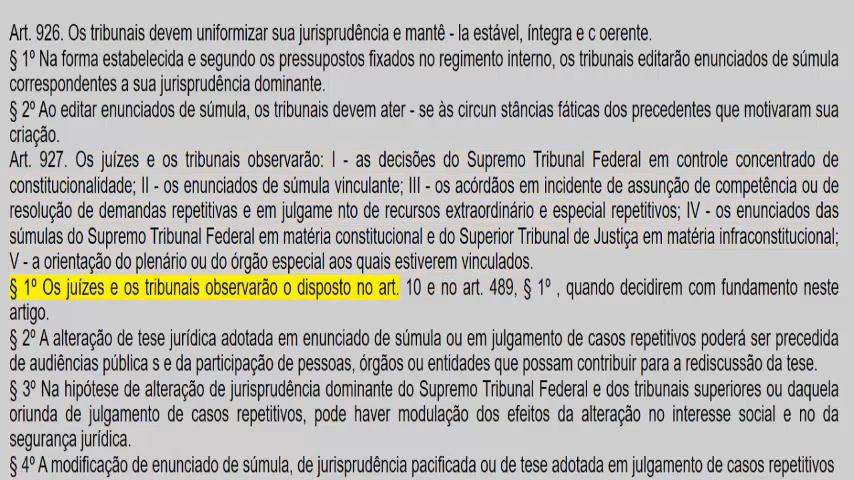 Art. 926. Os tribunais devem uniformizar sua jurisprudência e mantê - la estável, íntegra e c oerente.
§ 1º Na forma estabelecida e segundo os pressupostos fixados no regimento interno, os tribunais editarão enunciados de súmula
correspondentes a sua jurisprudência dominante.
§ 2º Ao editar enunciados de súmula, os tribunais devem ater - se às circun stâncias fáticas dos precedentes que motivaram sua
criação.
Art. 927. Os juízes e os tribunais observarão: I - as decisões do Supremo Tribunal Federal em controle concentrado de
constitucionalidade; II - os enunciados de súmula vinculante; III - os acórdãos em incidente de assunção de competência ou de
resolução de demandas repetitivas e em julgame nto de recursos extraordinário e especial repetitivos; IV - os enunciados das
súmulas do Supremo Tribunal Federal em matéria constitucional e do Superior Tribunal de Justiça em matéria infraconstitucional;
V - a orientação do plenário ou do órgão especial aos quais estiverem vinculados.
§ 1º Os juízes e os tribunais observarão o disposto no art. 10 e no art. 489, § 1º , quando decidirem com fundamento neste
artigo.
§ 2º A alteração de tese jurídica adotada em enunciado de súmula ou em julgamento de casos repetitivos poderá ser precedida
de audiências pública s e da participação de pessoas, órgãos ou entidades que possam contribuir para a rediscussão da tese.
§ 3º Na hipótese de alteração de jurisprudência dominante do Supremo Tribunal Federal e dos tribunais superiores ou daquela
oriunda de julgamento de casos repetitivos, pode haver modulação dos efeitos da alteração no interesse social e no da
segurança jurídica.
§ 4º A modificação de enunciado de súmula, de jurisprudência pacificada ou de tese adotada em julgamento de casos repetitivos